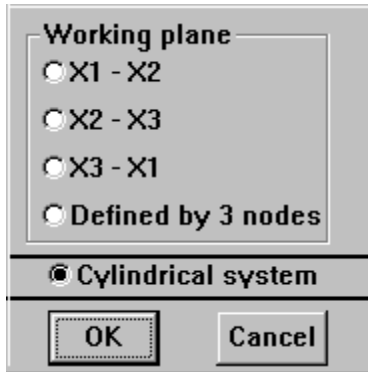 Working plane
X1 - X2
X2 - X3
X3 - X1
Defined by 3 nodes
Cylindrical system
OK
Cancel